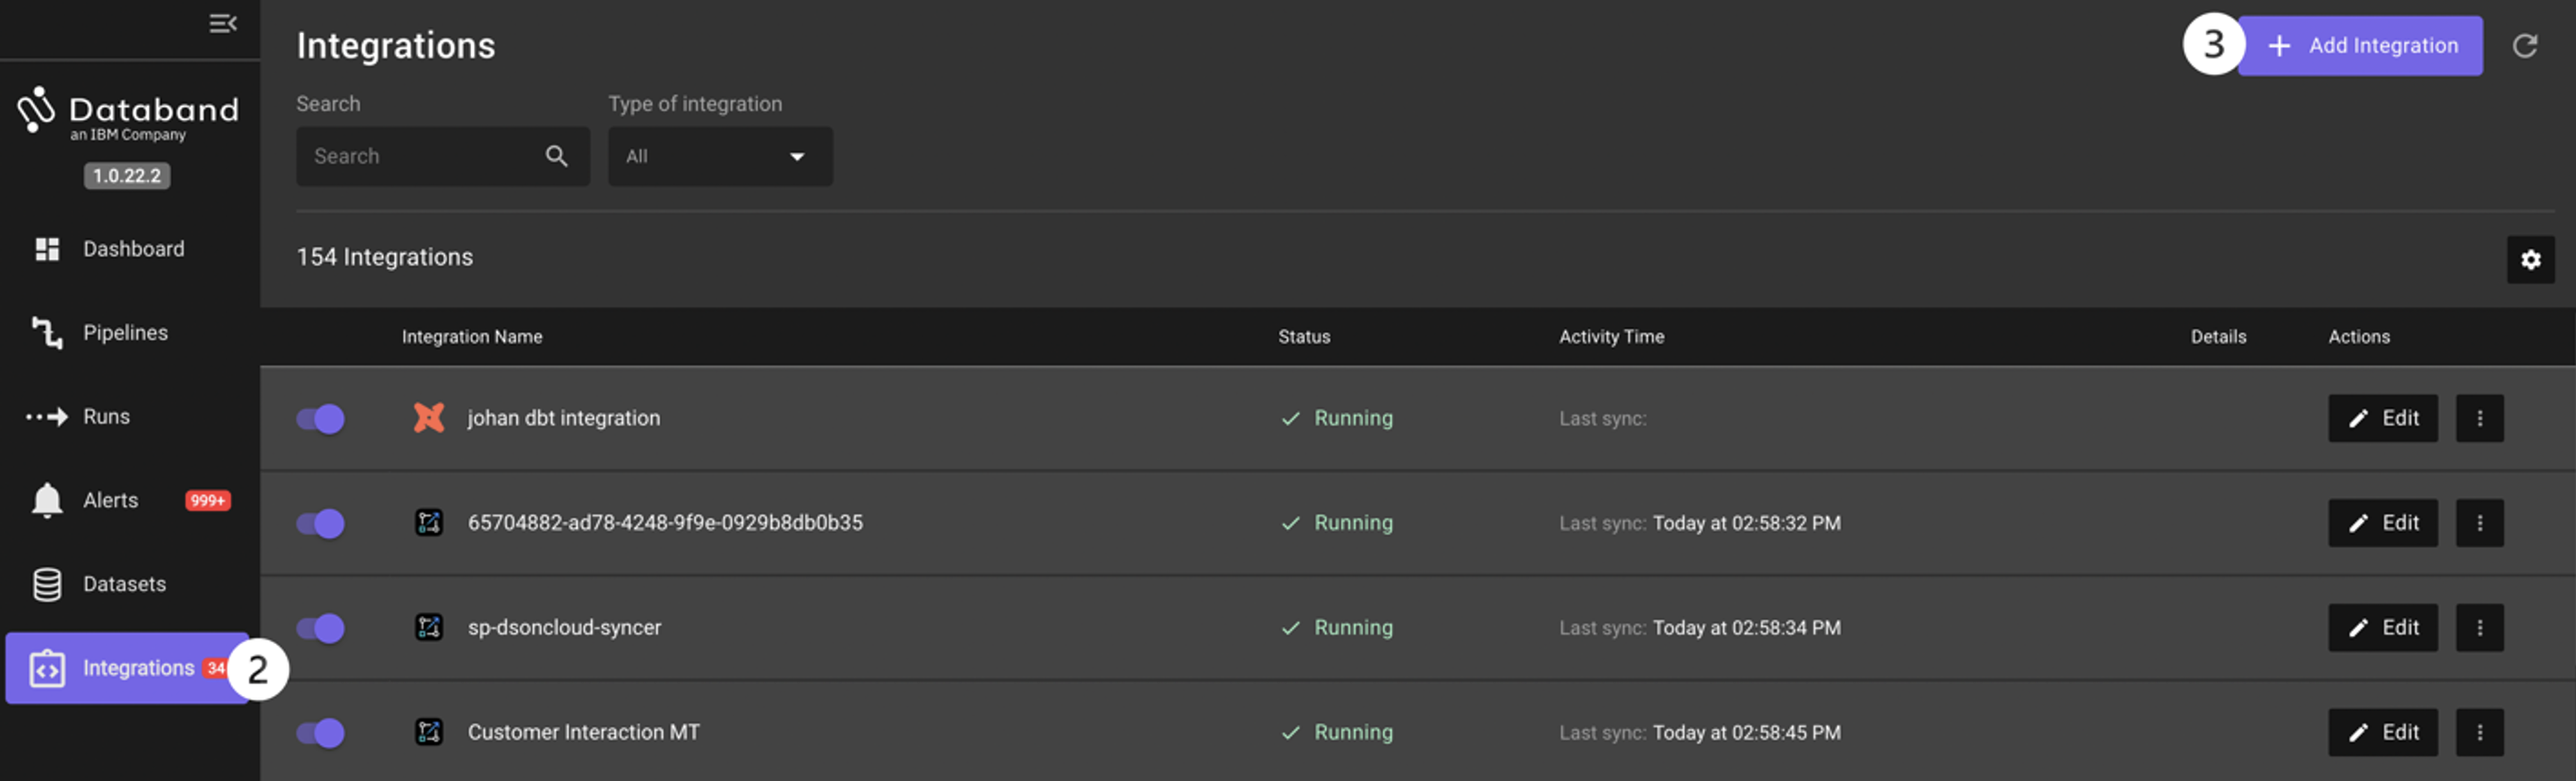 Databand
an IBM Company
1.0.22.2
Dashboard
Pipelines
Runs
Alerts 999+
Datasets
Integrations 34 2
Integrations
3 + Add Integration
Search Type of integration
Search All
154 Integrations
Integration Name Status Activity Time Details Actions
johan dbt integration Running Last sync: Edit
65704882-ad78-4248-9f9e-0929b8db0b35 Running Last sync: Today at 02:58:32 PM Edit
sp-dsoncloud-syncer Running Last sync: Today at 02:58:34 PM Edit
Customer Interaction MT Running Last sync: Today at 02:58:45 PM Edit